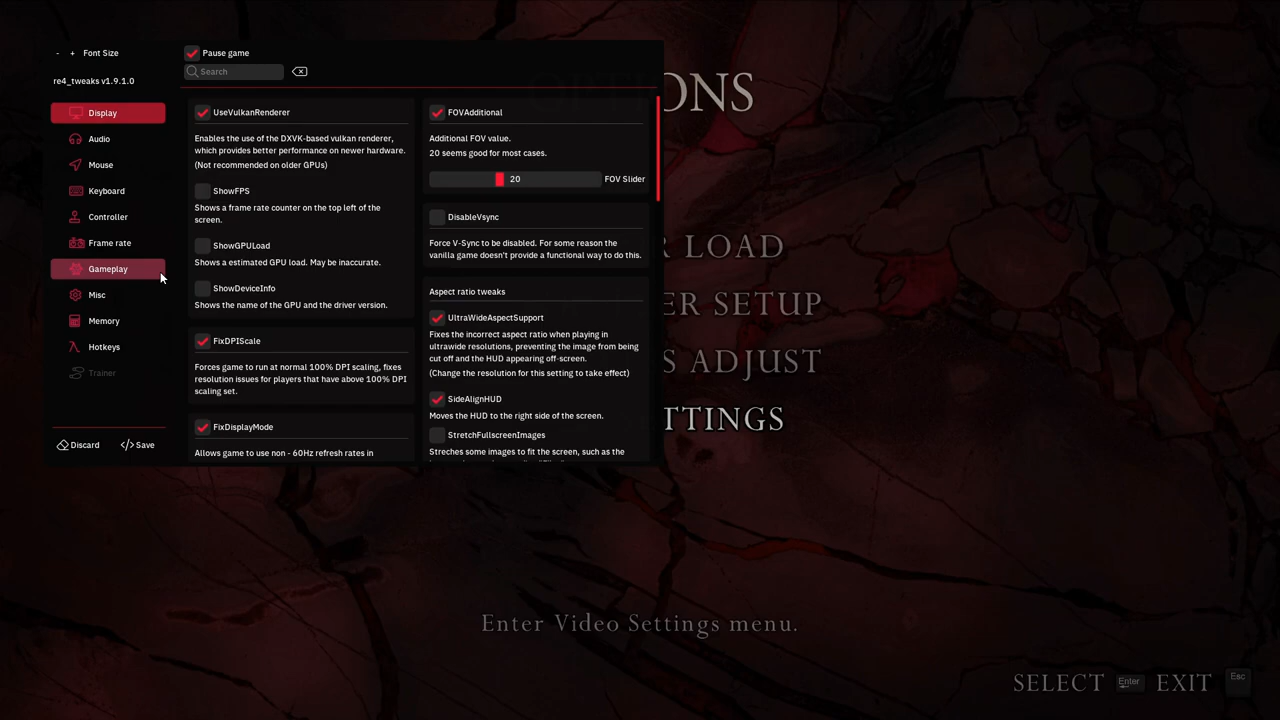 - + Font Size
re4_tweaks v1.9.1.0
Display
Audio
Mouse
Keyboard
Controller
Frame rate
Gameplay
Misc
Memory
Hotkeys
Trainer
Discard
Save
Pause game
Search
UseVulkanRenderer
Enables the use of the DXVK-based vulkan renderer,
which provides better performance on newer hardware.
(Not recommended on older GPUs)
ShowFPS
Shows a frame rate counter on the top left of the
screen.
ShowGPULoad
Shows a estimated GPU load. May be inaccurate.
ShowDeviceInfo
Shows the name of the GPU and the driver version.
FixDPIScale
Forces game to run at normal 100% DPI scaling, fixes
resolution issues for players that have above 100% DPI
scaling set.
FixDisplayMode
Allows game to use non - 60Hz refresh rates in
FOVAdditional
Additional FOV value.
20 seems good for most cases.
20 FOV Slider
DisableVsync
Force V-Sync to be disabled. For some reason the
vanilla game doesn't provide a functional way to do this.
Aspect ratio tweaks
UltraWideAspectSupport
Fixes the incorrect aspect ratio when playing in
ultrawide resolutions, preventing the image from being
cut off and the HUD appearing off-screen.
(Change the resolution for this setting to take effect)
SideAlignHUD
Moves the HUD to the right side of the screen.
StretchFullscreenImages
Streches some images to fit the screen, such as the
ONS
R LOAD
ER SETUP
S ADJUST
TTINGS
Enter Video Settings menu.
SELECT Enter EXIT Esc